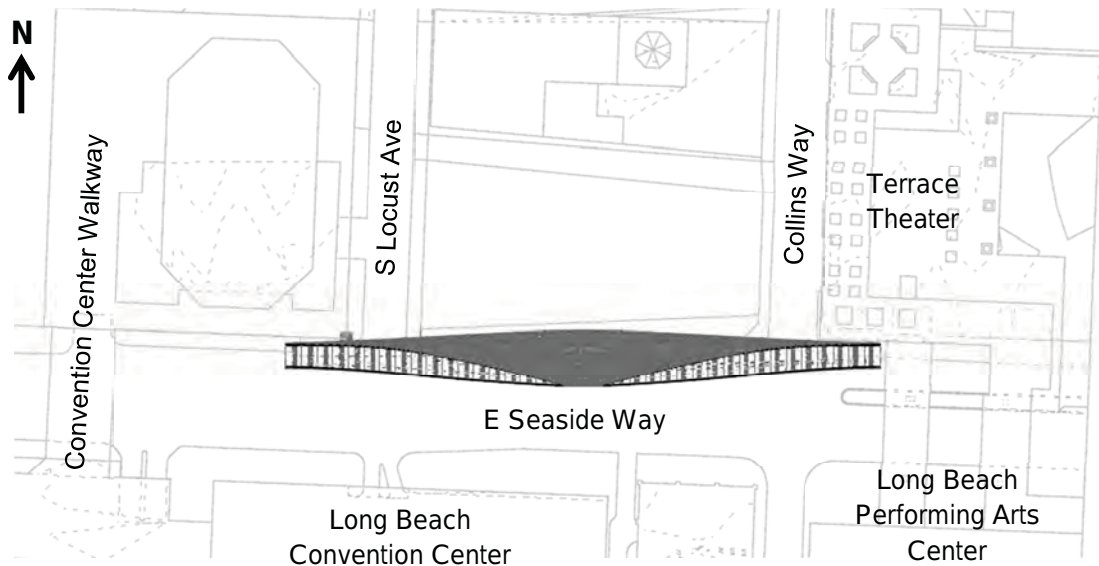 N
Convention Center Walkway
S Locust Ave
Collins Way
Terrace
Theater
E Seaside Way
Long Beach
Convention Center
Long Beach
Performing Arts
Center